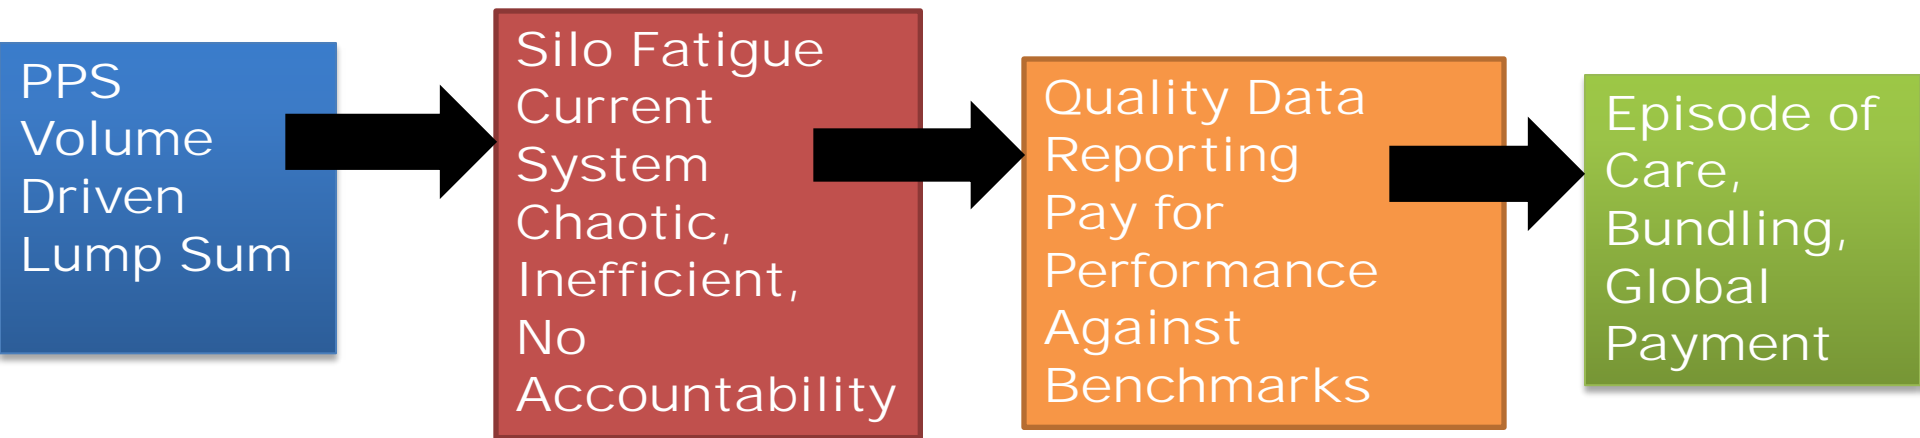 PPS
Volume
Driven
Lump Sum
Silo Fatigue
Current
System
Chaotic,
Inefficient,
No
Accountability
Quality Data
Reporting
Pay for
Performance
Against
Benchmarks
Episode of
Care,
Bundling,
Global
Payment